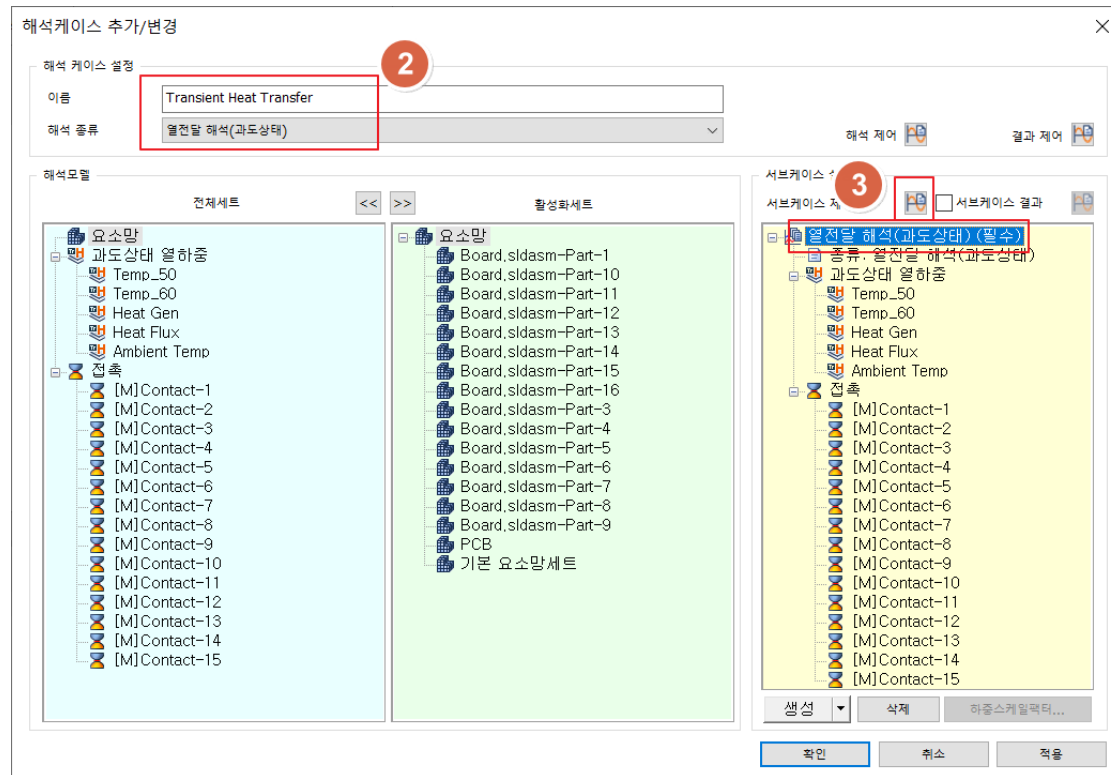 해석케이스 추가/변경
해석 케이스 설정
2
이름
Transient Heat Transfer
해석 종류
열전달 해석(과도상태)
해석 제어
결과 제어
해석모델
전체세트
<<
>>
활성화세트
요소망
과도상태 열하중
Temp_50
Temp_60
Heat Gen
Heat Flux
Ambient Temp
접촉
[M]Contact-1
[M]Contact-2
[M]Contact-3
[M]Contact-4
[M]Contact-5
[M]Contact-6
[M]Contact-7
[M]Contact-8
[M]Contact-9
[M]Contact-10
[M]Contact-11
[M]Contact-12
[M]Contact-13
[M]Contact-14
[M]Contact-15
요소망
Board.sldasm-Part-1
Board.sldasm-Part-10
Board.sldasm-Part-11
Board.sldasm-Part-12
Board.sldasm-Part-13
Board.sldasm-Part-14
Board.sldasm-Part-15
Board.sldasm-Part-16
Board.sldasm-Part-3
Board.sldasm-Part-4
Board.sldasm-Part-5
Board.sldasm-Part-6
Board.sldasm-Part-7
Board.sldasm-Part-8
Board.sldasm-Part-9
PCB
기본 요소망세트
서브케이스
3
서브케이스
서브케이스 결과
열전달 해석(과도상태) (필수)
종류: 열전달 해석(과도상태)
과도상태 열하중
Temp_50
Temp_60
Heat Gen
Heat Flux
Ambient Temp
접촉
[M]Contact-1
[M]Contact-2
[M]Contact-3
[M]Contact-4
[M]Contact-5
[M]Contact-6
[M]Contact-7
[M]Contact-8
[M]Contact-9
[M]Contact-10
[M]Contact-11
[M]Contact-12
[M]Contact-13
[M]Contact-14
[M]Contact-15
생성
삭제
하중스케일팩터...
확인
취소
적용